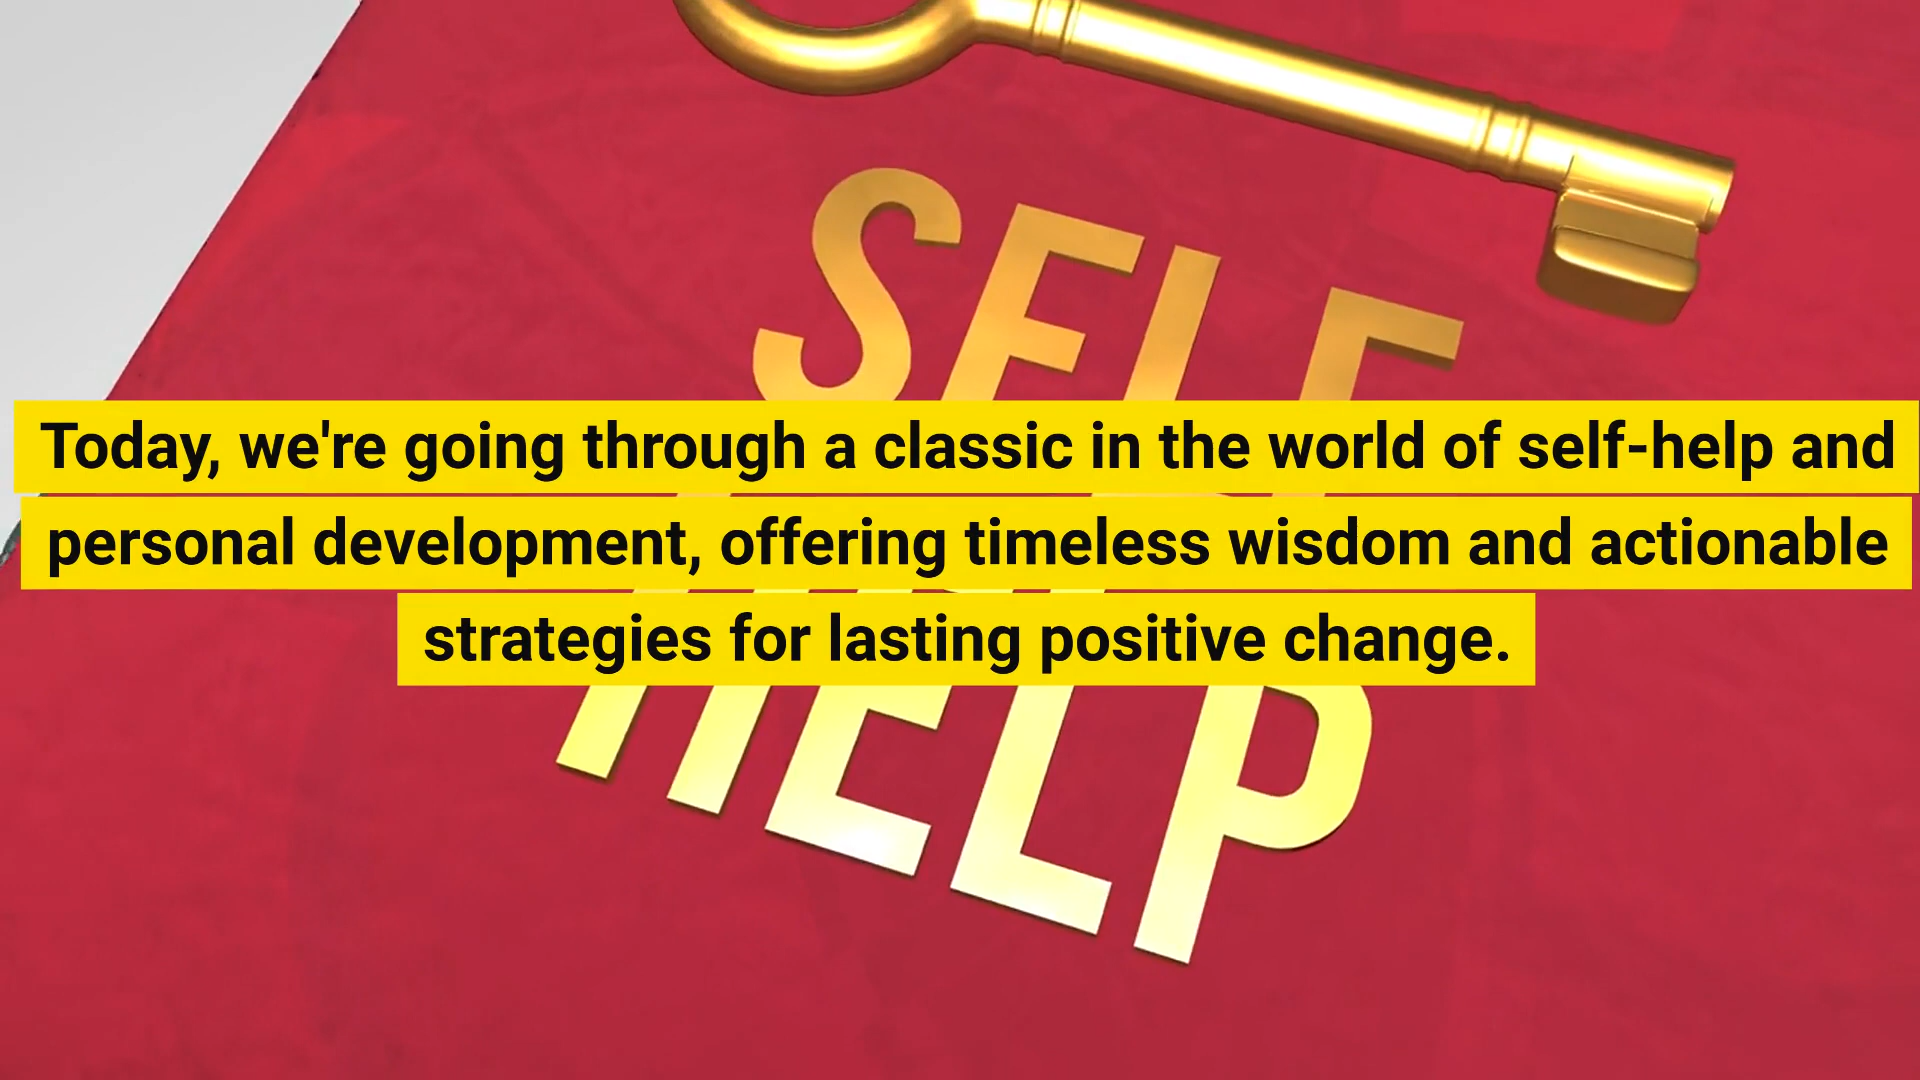 SELF
Today, we're going through a classic in the world of self-help and
personal development, offering timeless wisdom and actionable
strategies for lasting positive change.
HELP